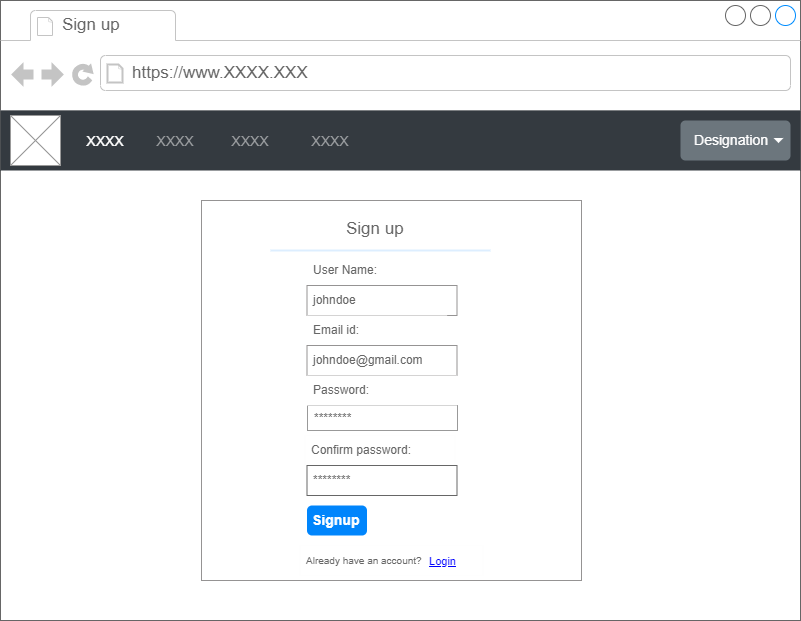 Sign up
https://www.XXXX.XXX
XXXX XXXX XXXX XXXX Designation
Sign up
User Name:
johndoe
Email id:
johndoe@gmail.com
Password:
********
Confirm password:
********
Signup
Already have an account? Login